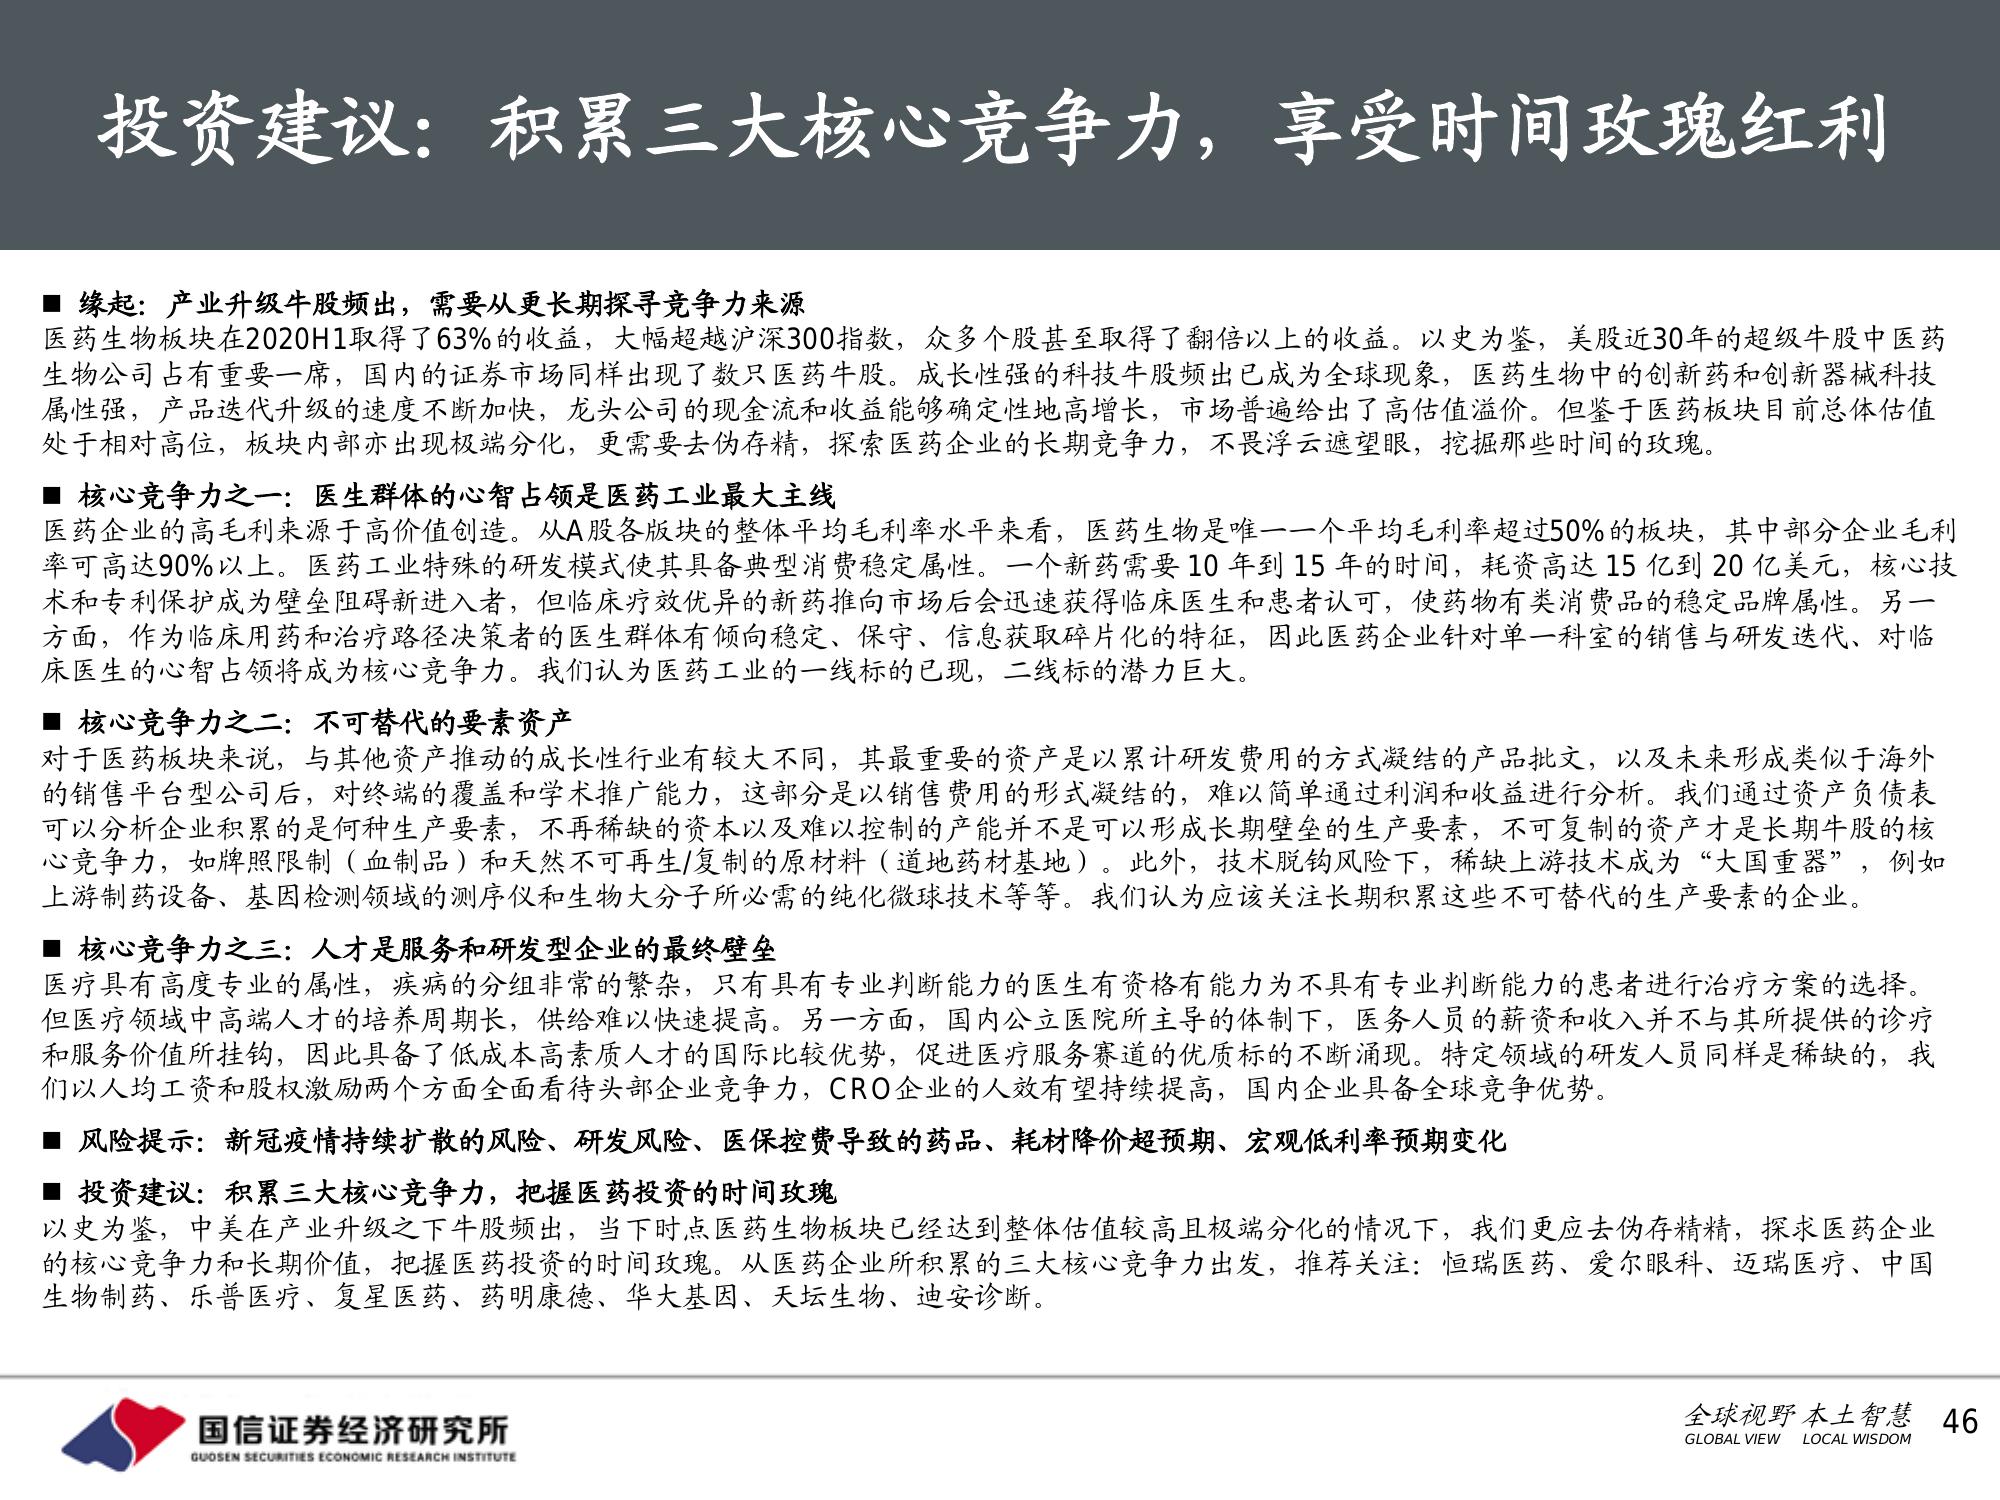 投资建议：积累三大核心竞争力，享受时间玫瑰红利
■ 缘起：产业升级牛股频出，需要从更长期探寻竞争力来源
医药生物板块在2020H1取得了63%的收益，大幅超越沪深300指数，众多个股甚至取得了翻倍以上的收益。以史为鉴，美股近30年的超级牛股中医药
生物公司占有重要一席，国内的证券市场同样出现了数只医药牛股。成长性强的科技牛股频出已成为全球现象，医药生物中的创新药和创新器械科技
属性强，产品迭代升级的速度不断加快，龙头公司的现金流和收益能够确定性地高增长，市场普遍给出了高估值溢价。但鉴于医药板块目前总体估值
处于相对高位，板块内部亦出现极端分化，更需要去伪存精，探索医药企业的长期竞争力，不畏浮云遮望眼，挖掘那些时间的玫瑰。
■ 核心竞争力之一：医生群体的心智占领是医药工业最大主线
医药企业的高毛利来源于高价值创造。从A股各版块的整体平均毛利率水平来看，医药生物是唯一一个平均毛利率超过50%的板块，其中部分企业毛利
率可高达90%以上。医药工业特殊的研发模式使其具备典型消费稳定属性。一个新药需要 10 年到 15 年的时间，耗资高达 15 亿到 20 亿美元，核心技
术和专利保护成为壁垒阻碍新进入者，但临床疗效优异的新药推向市场后会迅速获得临床医生和患者认可，使药物有类消费品的稳定品牌属性。另一
方面，作为临床用药和治疗路径决策者的医生群体有倾向稳定、保守、信息获取碎片化的特征，因此医药企业针对单一科室的销售与研发迭代、对临
床医生的心智占领将成为核心竞争力。我们认为医药工业的一线标的已现，二线标的潜力巨大。
■ 核心竞争力之二：不可替代的要素资产
对于医药板块来说，与其他资产推动的成长性行业有较大不同，其最重要的资产是以累计研发费用的方式凝结的产品批文，以及未来形成类似于海外
的销售平台型公司后，对终端的覆盖和学术推广能力，这部分是以销售费用的形式凝结的，难以简单通过利润和收益进行分析。我们通过资产负债表
可以分析企业积累的是何种生产要素，不再稀缺的资本以及难以控制的产能并不是可以形成长期壁垒的生产要素，不可复制的资产才是长期牛股的核
心竞争力，如牌照限制（血制品）和天然不可再生/复制的原材料（道地药材基地）。此外，技术脱钩风险下，稀缺上游技术成为“大国重器”，例如
上游制药设备、基因检测领域的测序仪和生物大分子所必需的纯化微球技术等等。我们认为应该关注长期积累这些不可替代的生产要素的企业。
■ 核心竞争力之三：人才是服务和研发型企业的最终壁垒
医疗具有高度专业的属性，疾病的分组非常的繁杂，只有具有专业判断能力的医生有资格有能力为不具有专业判断能力的患者进行治疗方案的选择。
但医疗领域中高端人才的培养周期长，供给难以快速提高。另一方面，国内公立医院所主导的体制下，医务人员的薪资和收入并不与其所提供的诊疗
和服务价值所挂钩，因此具备了低成本高素质人才的国际比较优势，促进医疗服务赛道的优质标的不断涌现。特定领域的研发人员同样是稀缺的，我
们以人均工资和股权激励两个方面全面看待头部企业竞争力，CRO企业的人效有望持续提高，国内企业具备全球竞争优势。
■ 风险提示：新冠疫情持续扩散的风险、研发风险、医保控费导致的药品、耗材降价超预期、宏观低利率预期变化
■ 投资建议：积累三大核心竞争力，把握医药投资的时间玫瑰
以史为鉴，中美在产业升级之下牛股频出，当下时点医药生物板块已经达到整体估值较高且极端分化的情况下，我们更应去伪存精精，探求医药企业
的核心竞争力和长期价值，把握医药投资的时间玫瑰。从医药企业所积累的三大核心竞争力出发，推荐关注：恒瑞医药、爱尔眼科、迈瑞医疗、中国
生物制药、乐普医疗、复星医药、药明康德、华大基因、天坛生物、迪安诊断。
国信证券经济研究所
GUOSEN SECURITIES ECONOMIC RESEARCH INSTITUTE
全球视野 本土智慧
GLOBAL VIEW LOCAL WISDOM
46